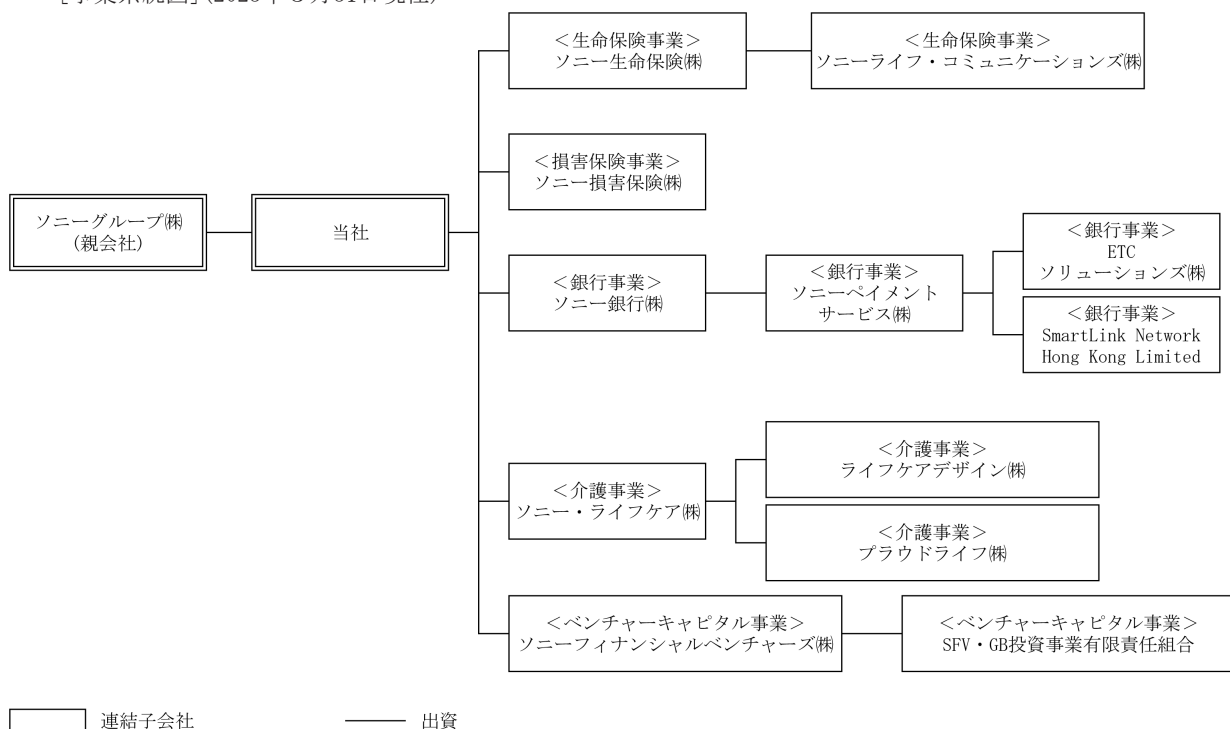 [事業系統図]
＜生命保険事業＞
ソニー生命保険㈱
＜生命保険事業＞
ソニーライフ・コミュニケーションズ㈱
＜損害保険事業＞
ソニー損害保険㈱
ソニーグループ㈱
(親会社)
当社
＜銀行事業＞
ソニー銀行㈱
＜銀行事業＞
ソニーペイメント
サービス㈱
＜銀行事業＞
ETC
ソリューションズ㈱
＜銀行事業＞
SmartLink Network
Hong Kong Limited
＜介護事業＞
ソニー・ライフケア㈱
＜介護事業＞
ライフケアデザイン㈱
＜介護事業＞
プラウドライフ㈱
＜ベンチャーキャピタル事業＞
ソニーフィナンシャルベンチャーズ㈱
＜ベンチャーキャピタル事業＞
SFV・GB投資事業有限責任組合
連結子会社
出資